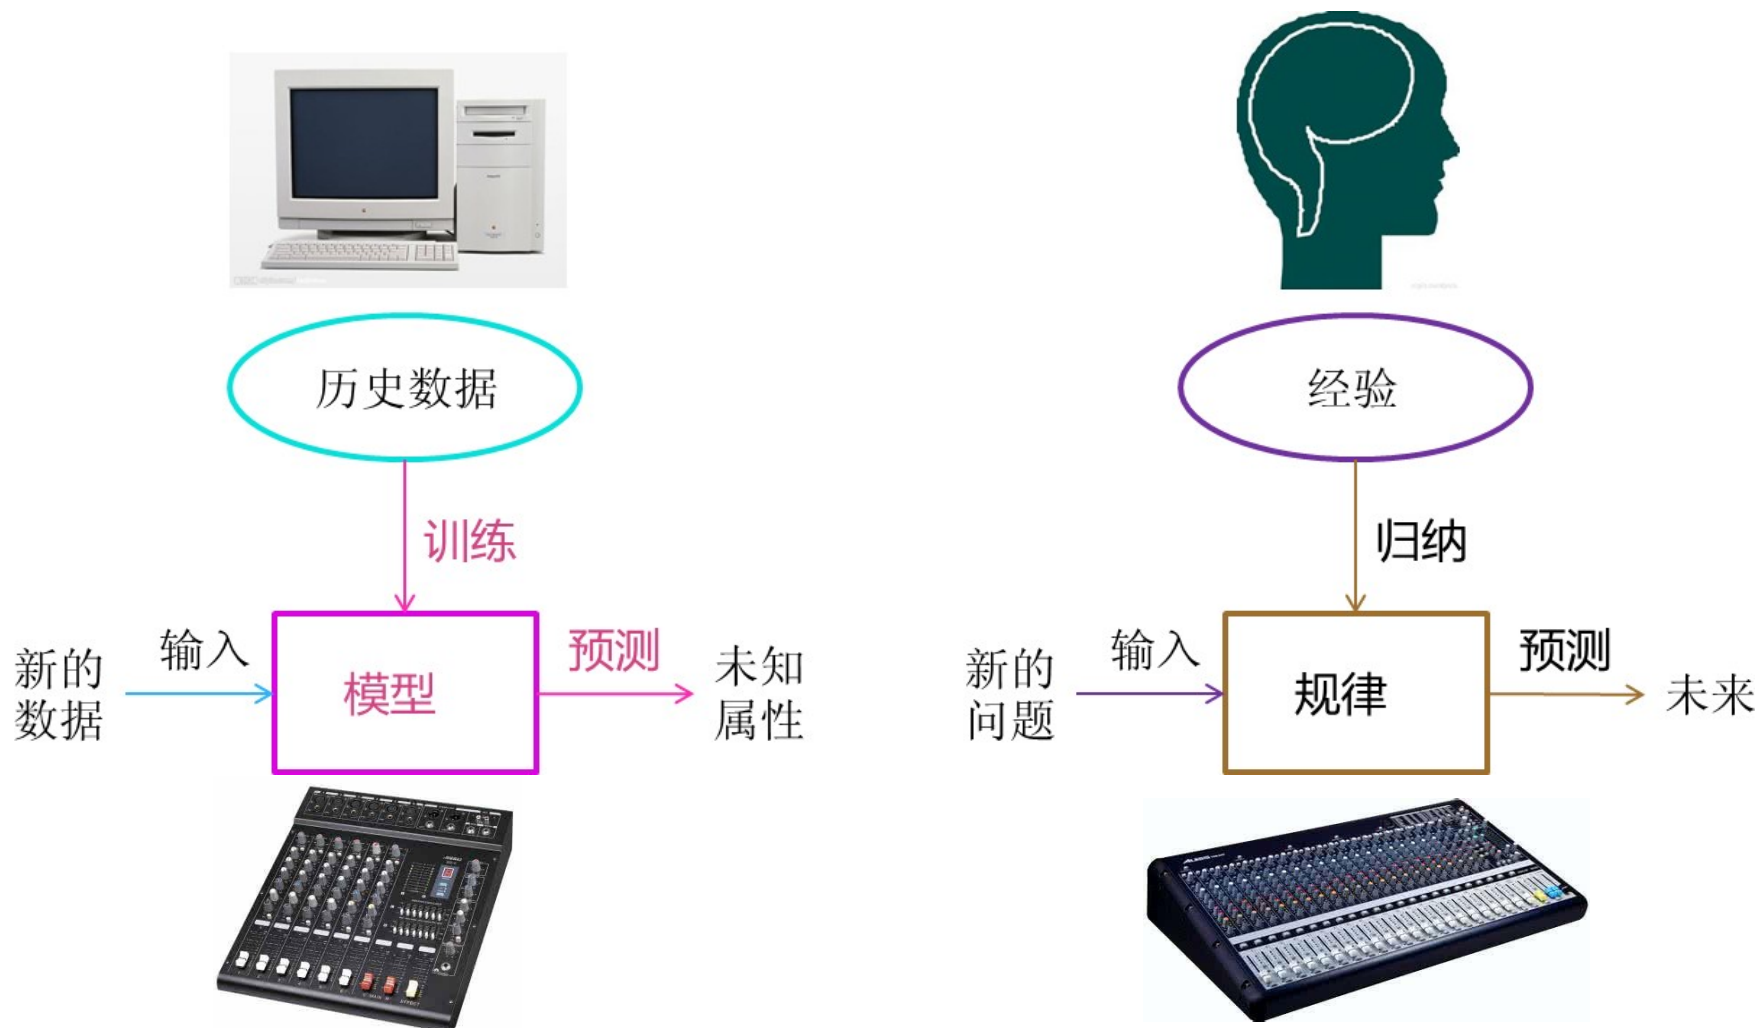 历史数据
训练
新的
数据
输入
模型
预测
未知
属性
经验
归纳
新的
问题
输入
规律
预测
未来